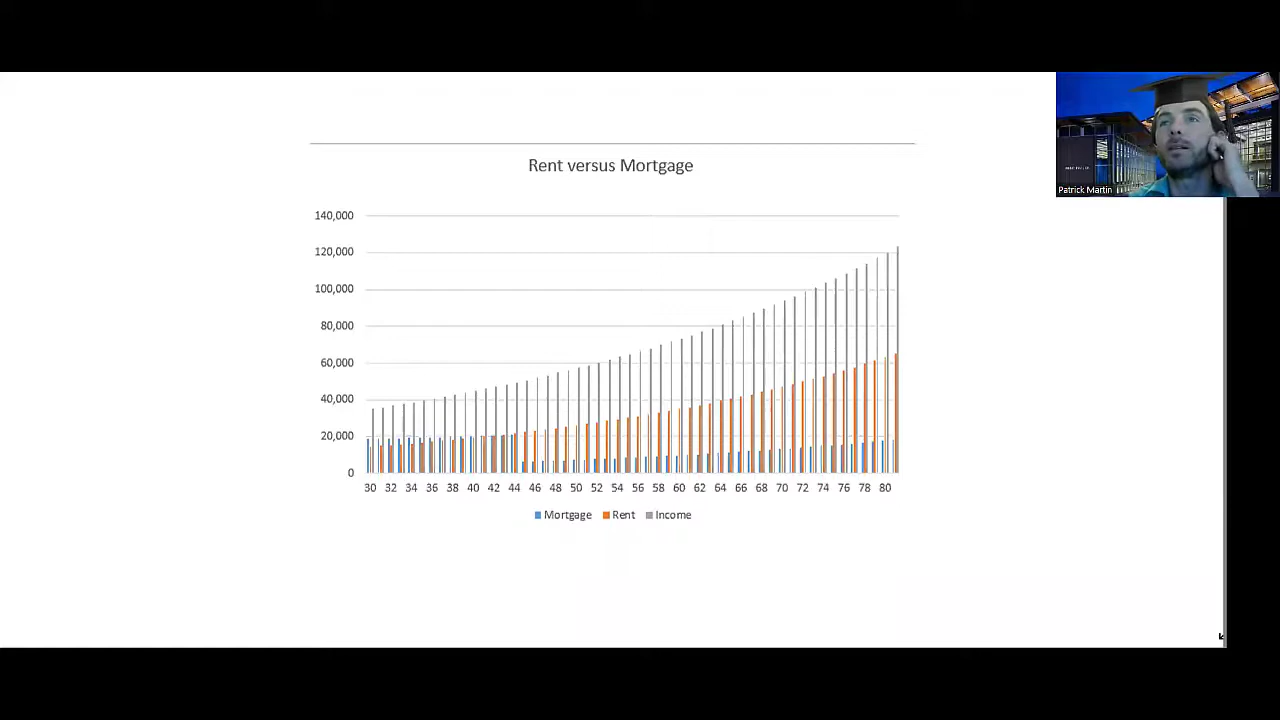 Rent versus Mortgage
140,000
120,000
100,000
80,000
60,000
40,000
20,000
0
30 32 34 36 38 40 42 44 46 48 50 52 54 56 58 60 62 64 66 68 70 72 74 76 78 80
Mortgage Rent Income
Patrick Martin